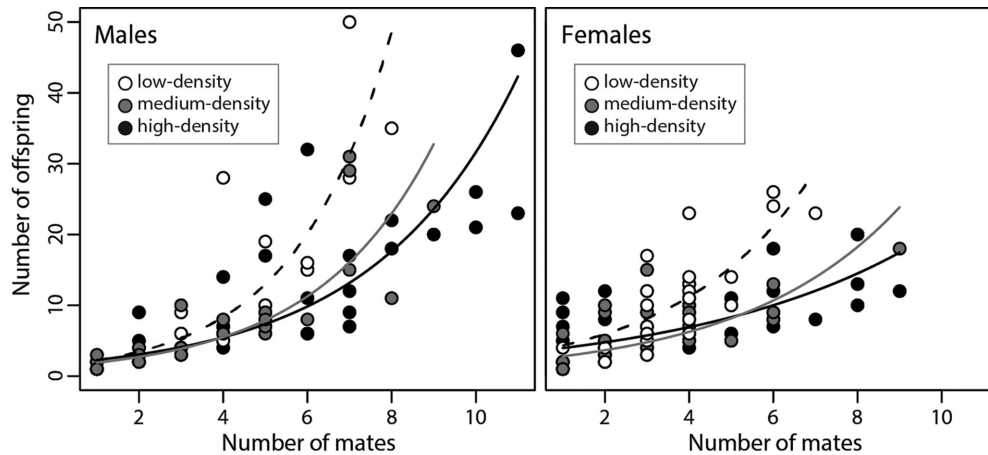 Males
low-density
medium-density
high-density
Number of offspring
0
10
20
30
40
50
2
4
6
8
10
Number of mates
Females
low-density
medium-density
high-density
2
4
6
8
10
Number of mates